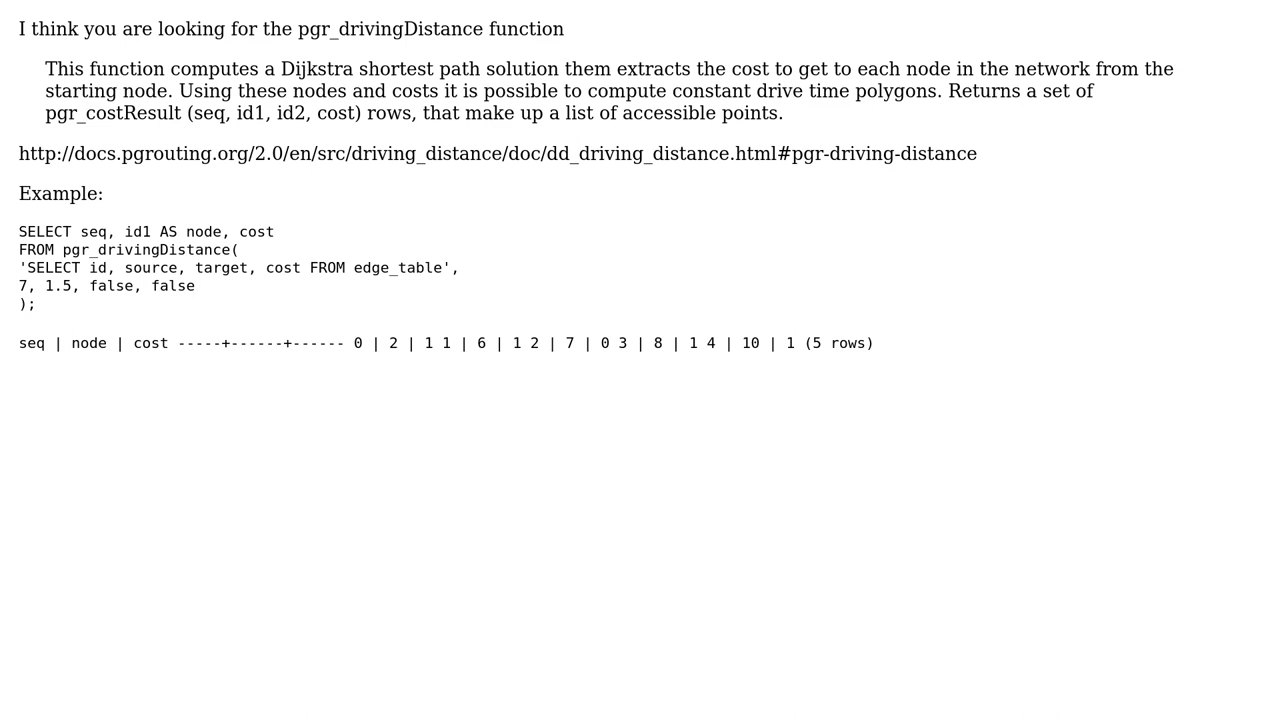 I think you are looking for the pgr_drivingDistance function
This function computes a Dijkstra shortest path solution them extracts the cost to get to each node in the network from the
starting node. Using these nodes and costs it is possible to compute constant drive time polygons. Returns a set of
pgr_costResult (seq, id1, id2, cost) rows, that make up a list of accessible points.
http://docs.pgrouting.org/2.0/en/src/driving_distance/doc/dd_driving_distance.html#pgr-driving-distance
Example:
SELECT seq, id1 AS node, cost
FROM pgr_drivingDistance(
'SELECT id, source, target, cost FROM edge_table',
7, 1.5, false, false
);
seq | node | cost -----+------+------ 0 | 2 | 1 1 | 6 | 1 2 | 7 | 0 3 | 8 | 1 4 | 10 | 1 (5 rows)